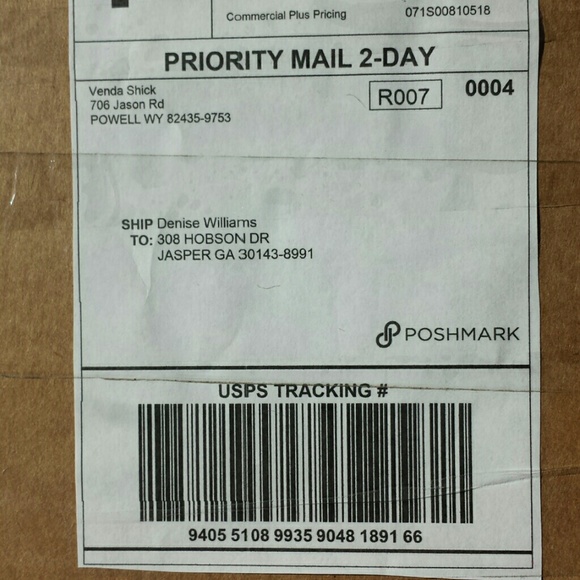 Commercial Plus Pricing
071S00810518
PRIORITY MAIL 2-DAY
Venda Shick
706 Jason Rd
POWELL WY 82435-9753
R007
0004
SHIP Denise Williams
TO: 308 HOBSON DR
JASPER GA 30143-8991
POSHMARK
USPS TRACKING #
9405 5108 9935 9048 1891 66